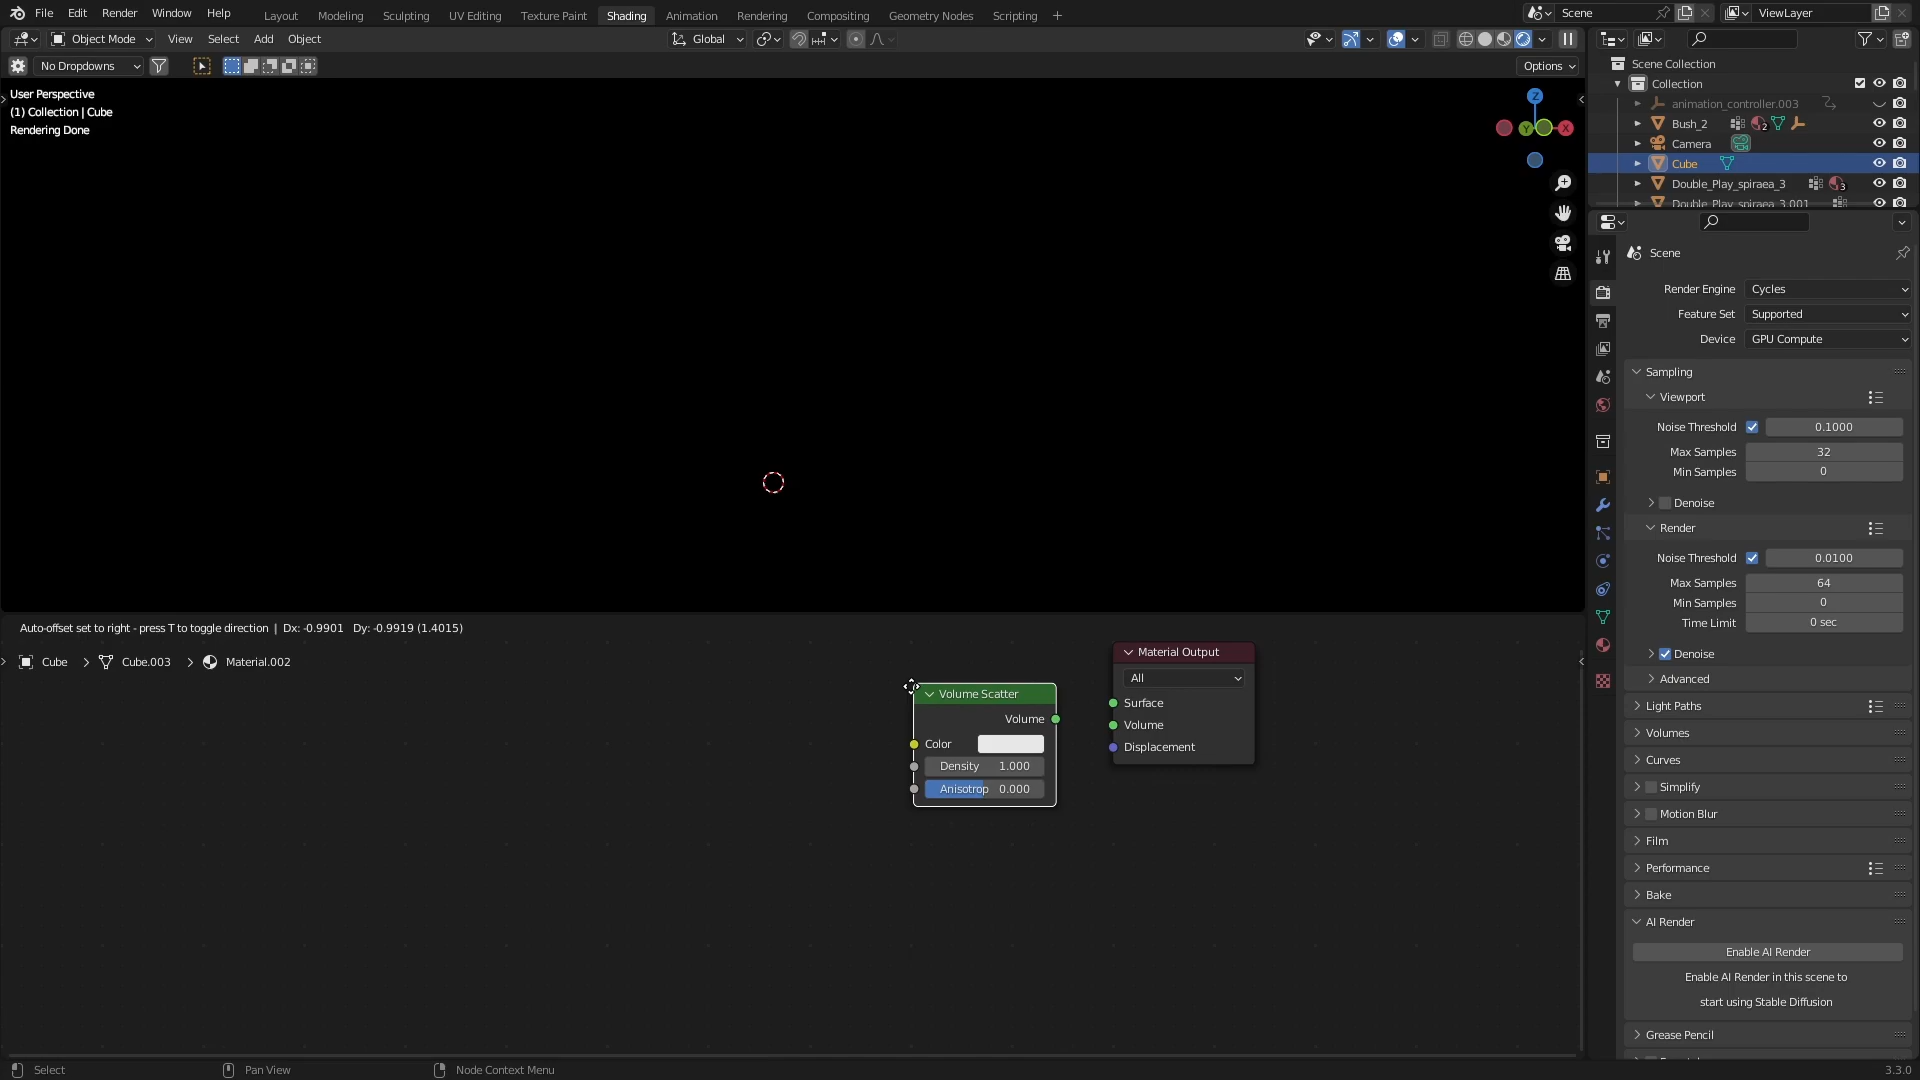 File Edit Render Window Help Layout Modeling Sculpting UV Editing Texture Paint Shading Animation Rendering Compositing Geometry Nodes Scripting + Scene ViewLayer
Object Mode View Select Add Object Global
No Dropdowns Options
User Perspective
(1) Collection | Cube
Rendering Done
Z
Y
X
Scene Collection
Collection
animation_controller.003
Bush_2 2
Camera
Cube
Double_Play_spiraea_3 3
Double_Play_spiraea_3.001
Scene
Render Engine Cycles
Feature Set Supported
Device GPU Compute
Sampling
Viewport
Noise Threshold 0.1000
Max Samples 32
Min Samples 0
Denoise
Render
Noise Threshold 0.0100
Max Samples 64
Min Samples 0
Time Limit 0 sec
Denoise
Advanced
Light Paths
Volumes
Curves
Simplify
Motion Blur
Film
Performance
Bake
AI Render
Enable AI Render
Enable AI Render in this scene to
start using Stable Diffusion
Grease Pencil
Auto-offset set to right - press T to toggle direction | Dx: -0.9901 Dy: -0.9919 (1.4015)
Cube > Cube.003 > Material.002
Volume Scatter
Volume
Color
Density 1.000
Anisotrop 0.000
Material Output
All
Surface
Volume
Displacement
Select Pan View Node Context Menu 3.3.0